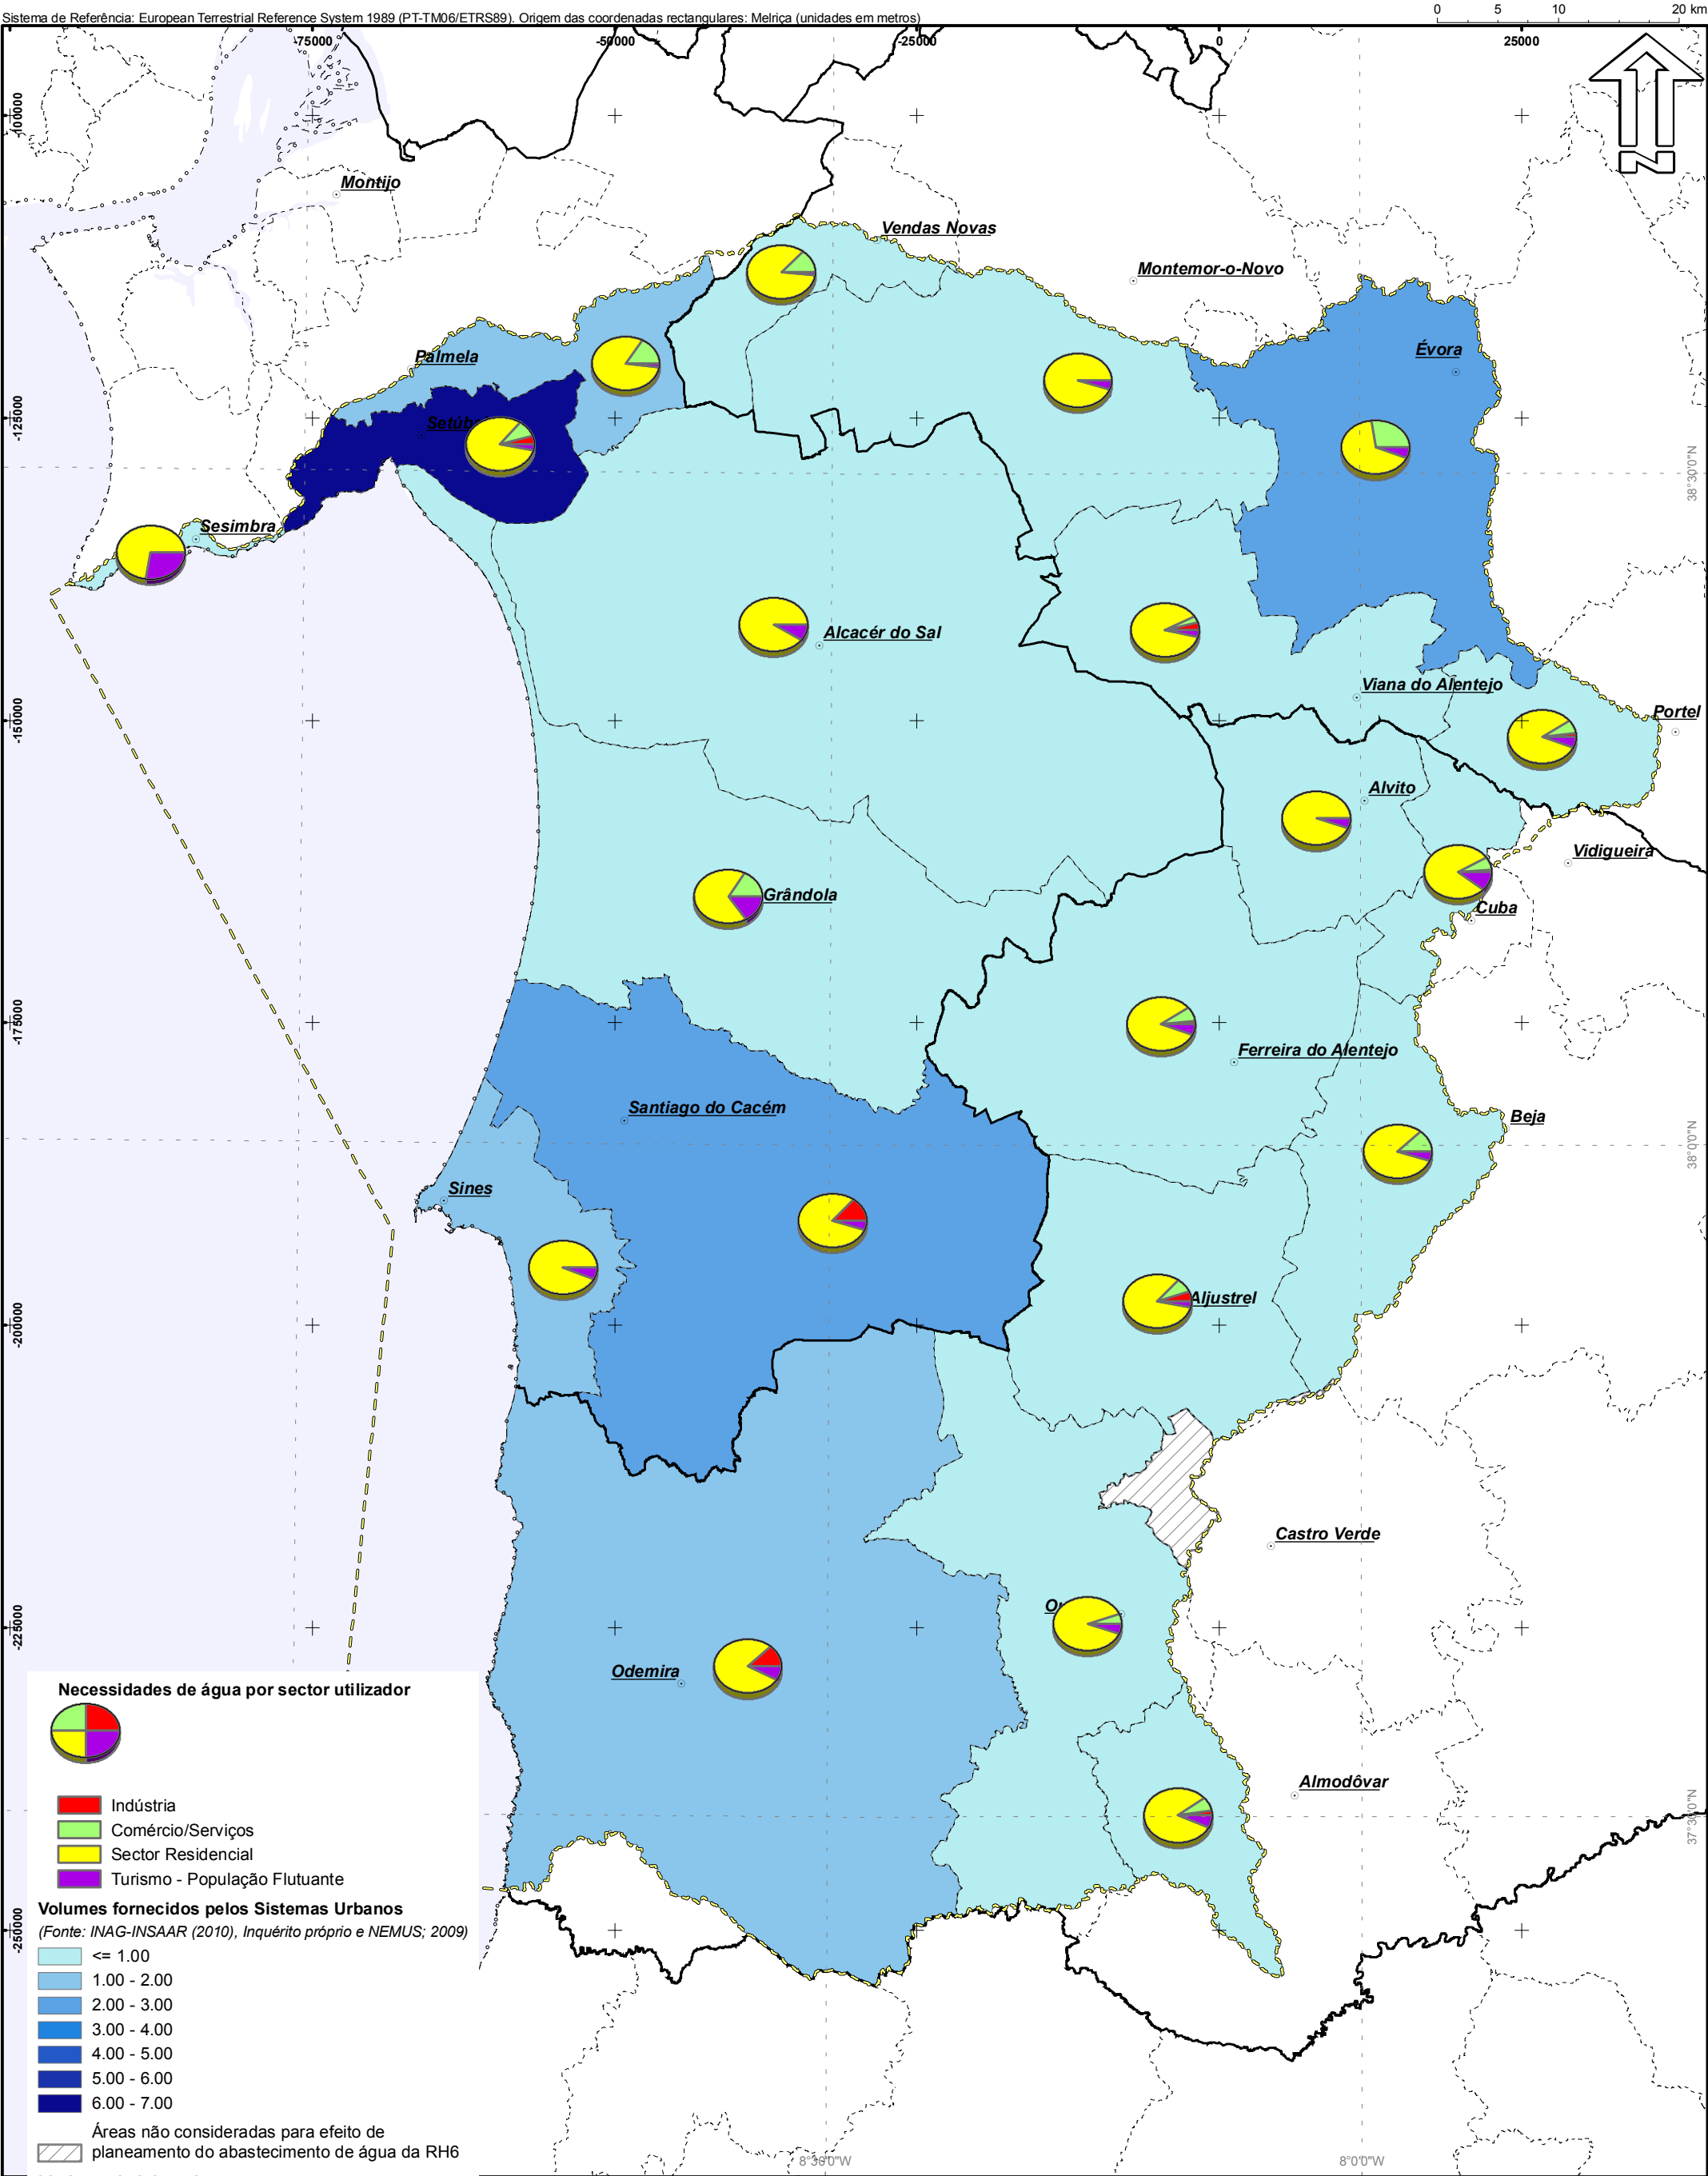 Sistema de Referência: European Terrestrial Reference System 1989 (PT-TM06/ETRS89). Origem das coordenadas rectangulares: Melriça (unidades em metros)
0 5 10 20 km
-75000 -50000 -25000 0 25000
-100000
-125000
-150000
-175000
-200000
-225000
-250000
38°30'0"N
38°0'0"N
37°30'0"N
8°30'0"W
8°0'0"W
N
Montijo
Vendas Novas
Montemor-o-Novo
Évora
Palmela
Sesimbra
Alcacér do Sal
Viana do Alentejo
Portel
Alvito
Vidigueira
Cuba
Grândola
Ferreira do Alentejo
Santiago do Cacém
Beja
Sines
Aljustrel
Castro Verde
Odemira
Almodôvar
Necessidades de água por sector utilizador
Indústria
Comércio/Serviços
Sector Residencial
Turismo - População Flutuante
Volumes fornecidos pelos Sistemas Urbanos
(Fonte: INAG-INSAAR (2010), Inquérito próprio e NEMUS; 2009)
<= 1.00
1.00 - 2.00
2.00 - 3.00
3.00 - 4.00
4.00 - 5.00
5.00 - 6.00
6.00 - 7.00
Áreas não consideradas para efeito de
planeamento do abastecimento de água da RH6